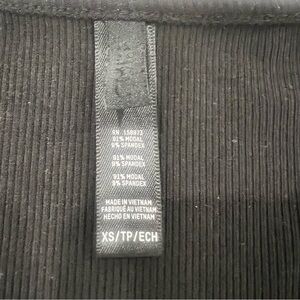 RN 158973
91% MODAL
9% SPANDEX
91% MODAL
9% SPANDEX
91% MODAL
9% SPANDEX
MADE IN VIETNAM
FABRIQUÉ AU VIETNAM
HECHO EN VIETNAM
XS/TP/ECH